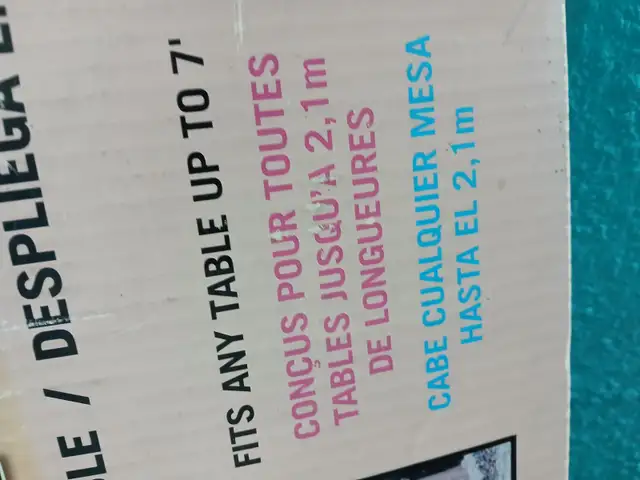 / DESPLIEGA
FITS ANY TABLE UP TO 7'
CONÇUS POUR TOUTES
TABLES JUSQU'A 2,1m
DE LONGUEURES
CABE CUALQUIER MESA
HASTA EL 2,1m